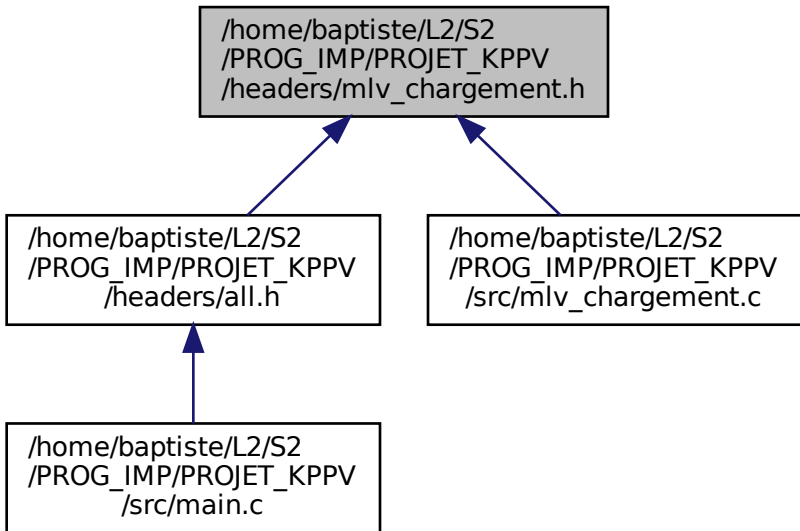 /home/baptiste/L2/S2
/PROG_IMP/PROJET_KPPV
/headers/mlv_chargement.h
/home/baptiste/L2/S2
/PROG_IMP/PROJET_KPPV
/headers/all.h
/home/baptiste/L2/S2
/PROG_IMP/PROJET_KPPV
/src/mlv_chargement.c
/home/baptiste/L2/S2
/PROG_IMP/PROJET_KPPV
/src/main.c